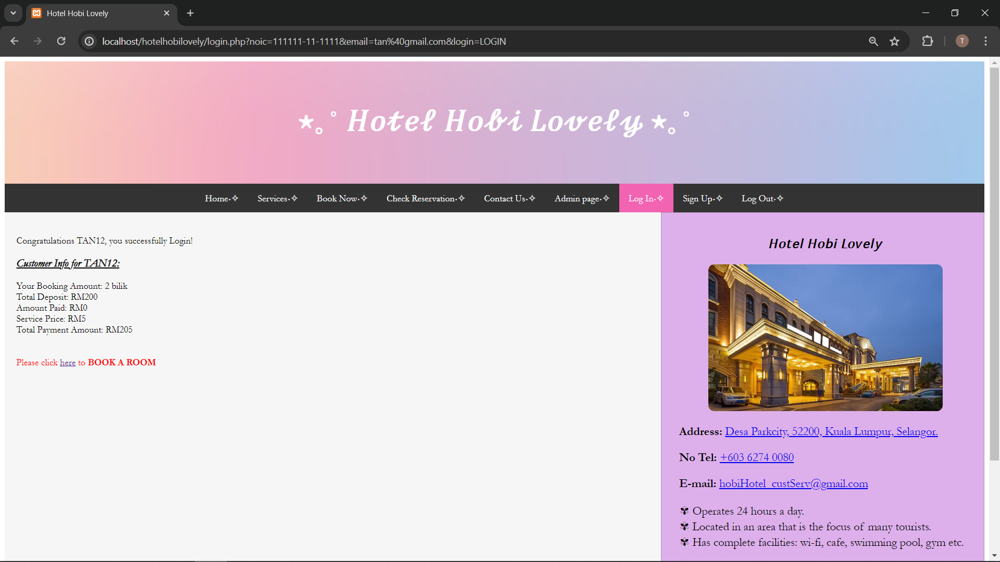 Hotel Hobi Lovely
localhost/hotelhobilovely/login.php?noic=111111-11-1111&email=tan%40gmail.com&login=LOGIN
T
⋆｡˚ Hotel Hobi Lovely ⋆｡˚
Home˖✧ Services˖✧ Book Now˖✧ Check Reservation˖✧ Contact Us˖✧ Admin page˖✧ Log In˖✧ Sign Up˖✧ Log Out˖✧
Congratulations TAN12, you successfully Login!
Customer Info for TAN12:
Your Booking Amount: 2 bilik
Total Deposit: RM200
Amount Paid: RM0
Service Price: RM5
Total Payment Amount: RM205
Please click here to BOOK A ROOM
Hotel Hobi Lovely
Address: Desa Parkcity, 52200, Kuala Lumpur, Selangor.
No Tel: +603 6274 0080
E-mail: hobiHotel_custServ@gmail.com
✾ Operates 24 hours a day.
✾ Located in an area that is the focus of many tourists.
✾ Has complete facilities: wi-fi, cafe, swimming pool, gym etc.